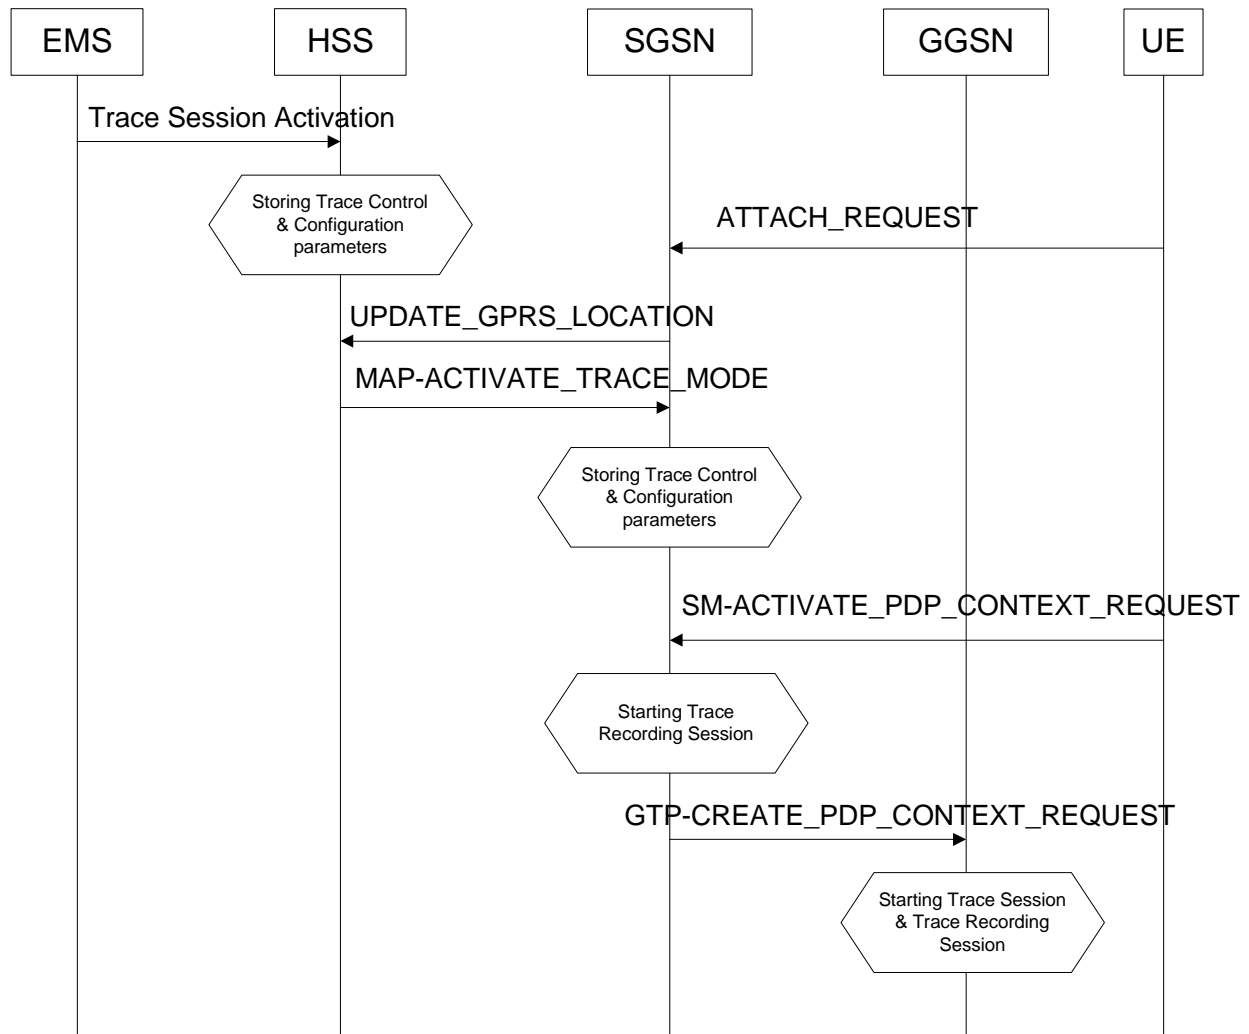 EMS
HSS
SGSN
GGSN
UE
Trace Session Activation
Storing Trace Control
& Configuration
parameters
ATTACH_REQUEST
UPDATE_GPRS_LOCATION
MAP-ACTIVATE_TRACE_MODE
Storing Trace Control
& Configuration
parameters
SM-ACTIVATE_PDP_CONTEXT_REQUEST
Starting Trace
Recording Session
GTP-CREATE_PDP_CONTEXT_REQUEST
Starting Trace Session
& Trace Recording
Session